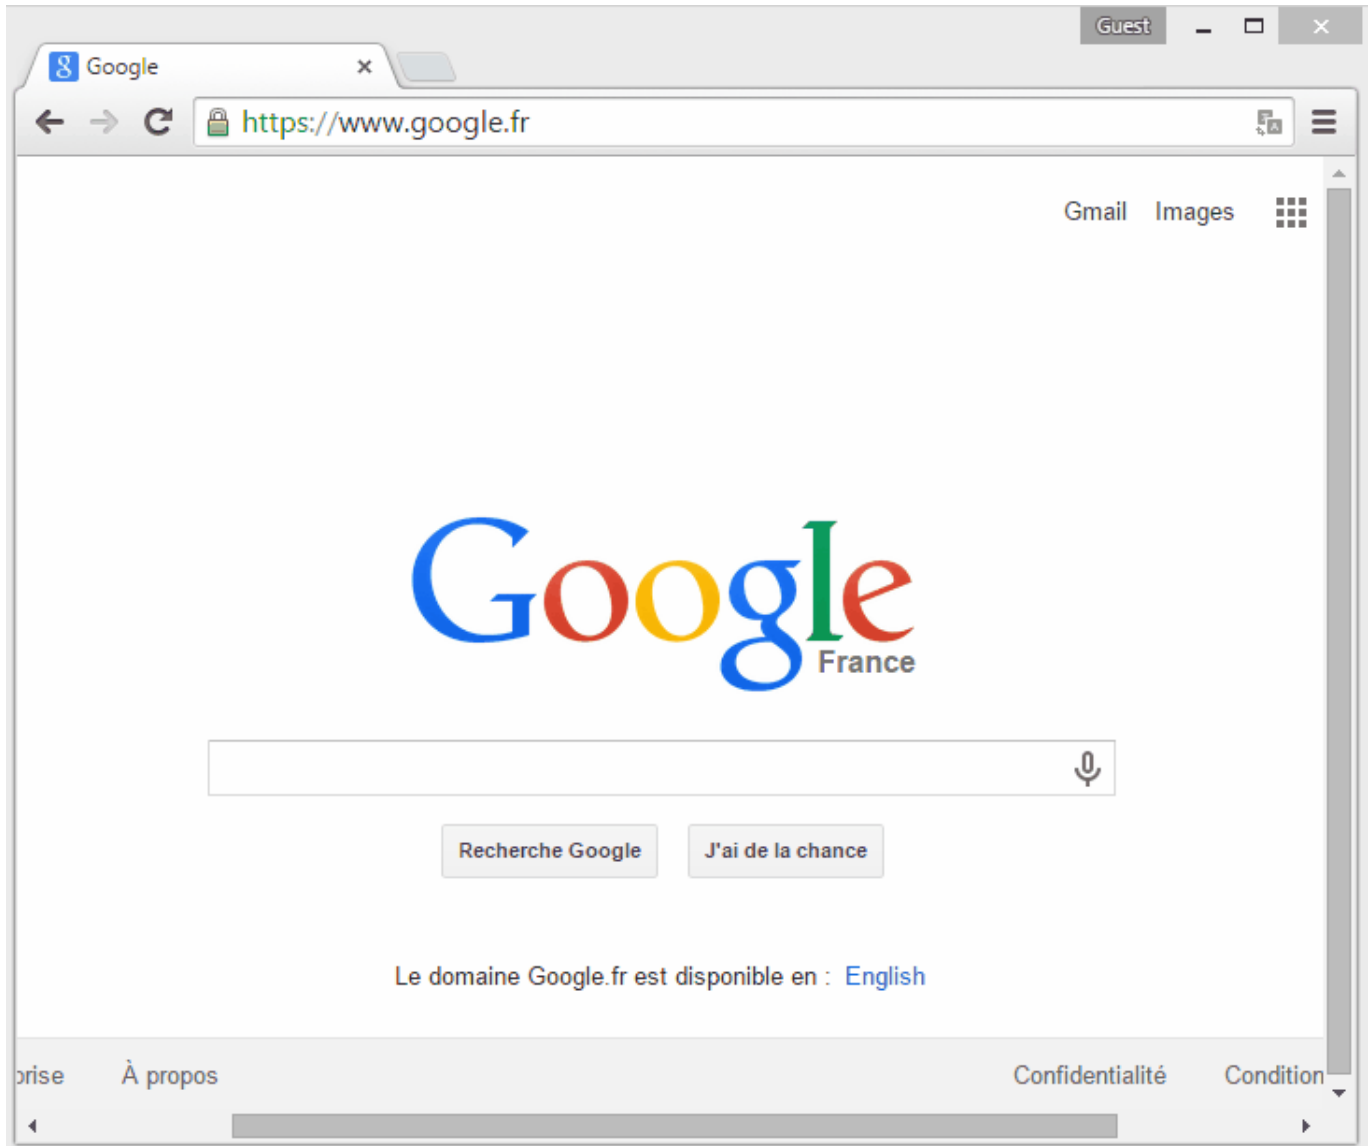 Guest
Google
https://www.google.fr
Gmail Images
Google
France
Recherche Google J'ai de la chance
Le domaine Google.fr est disponible en : English
À propos Confidentialité